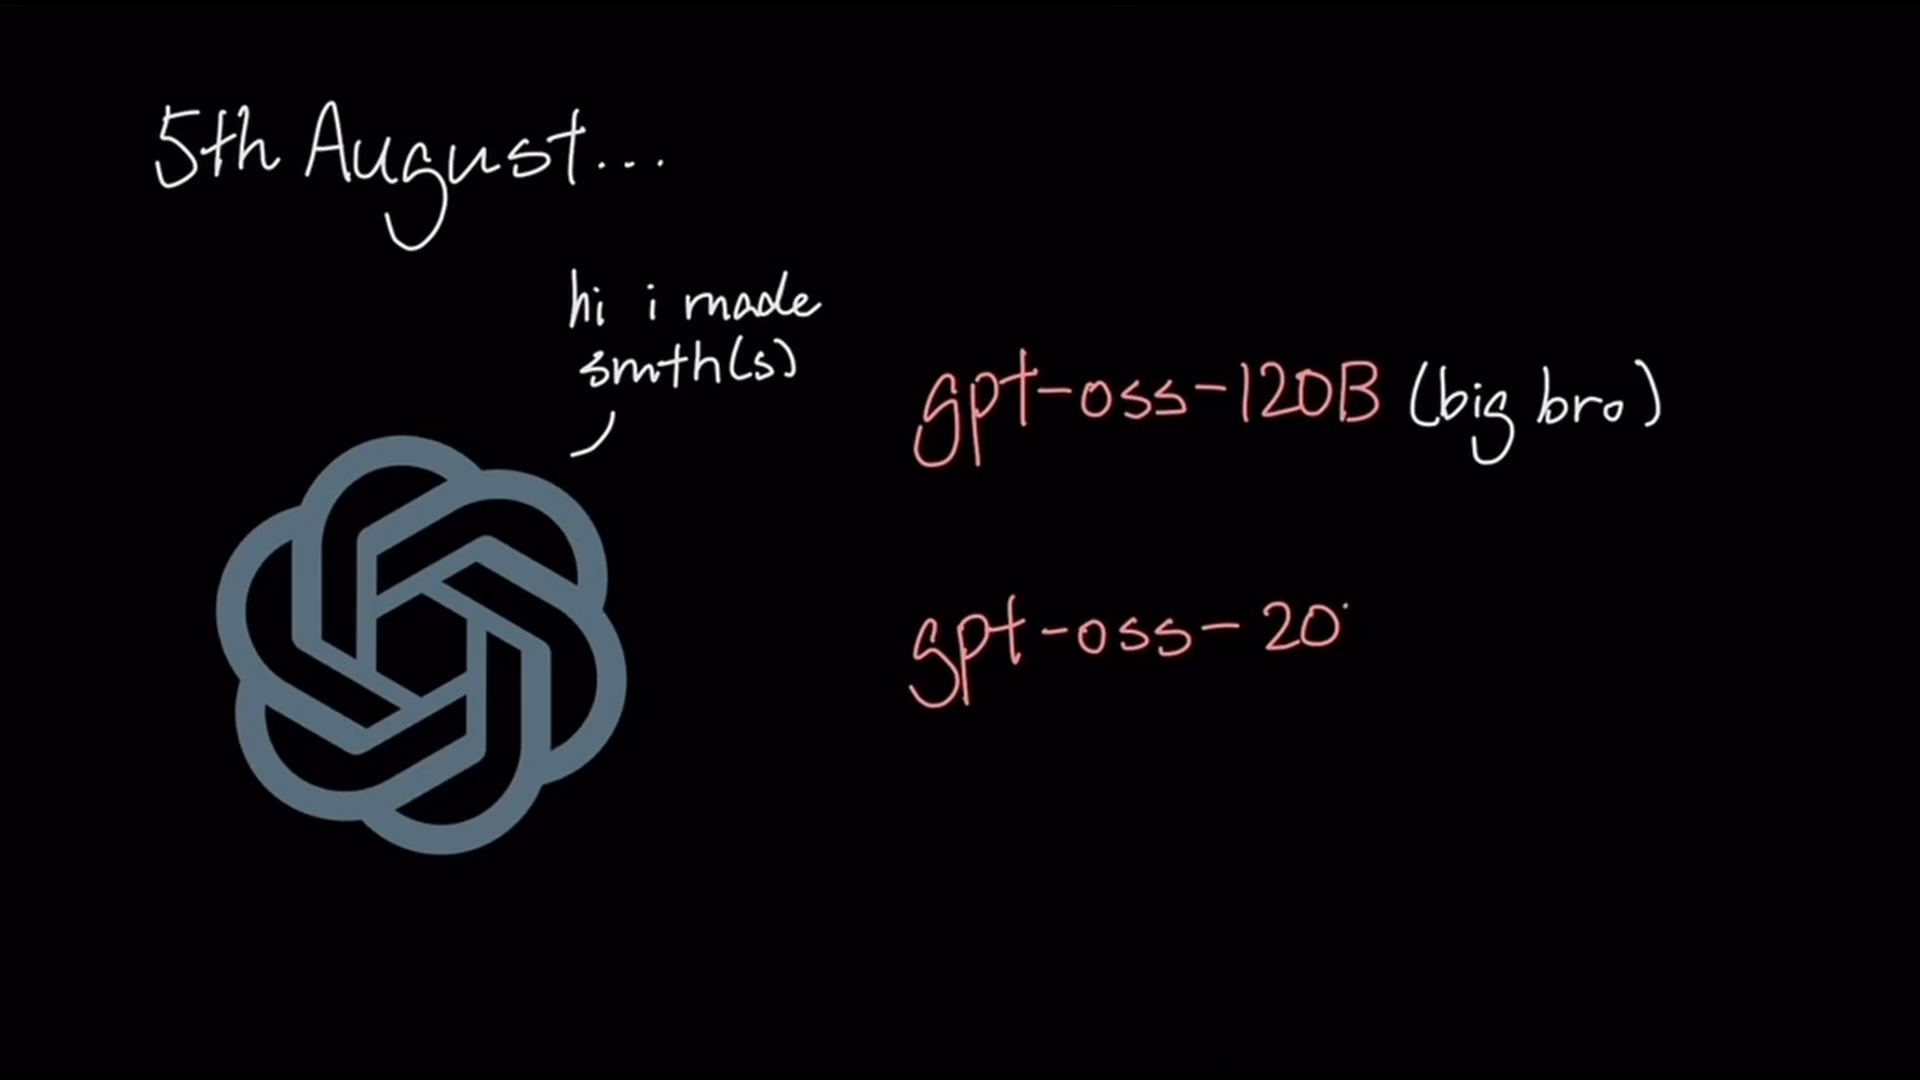 5th August...
hi i made
smth(s)
gpt-oss-120B (big bro)
gpt-oss-20